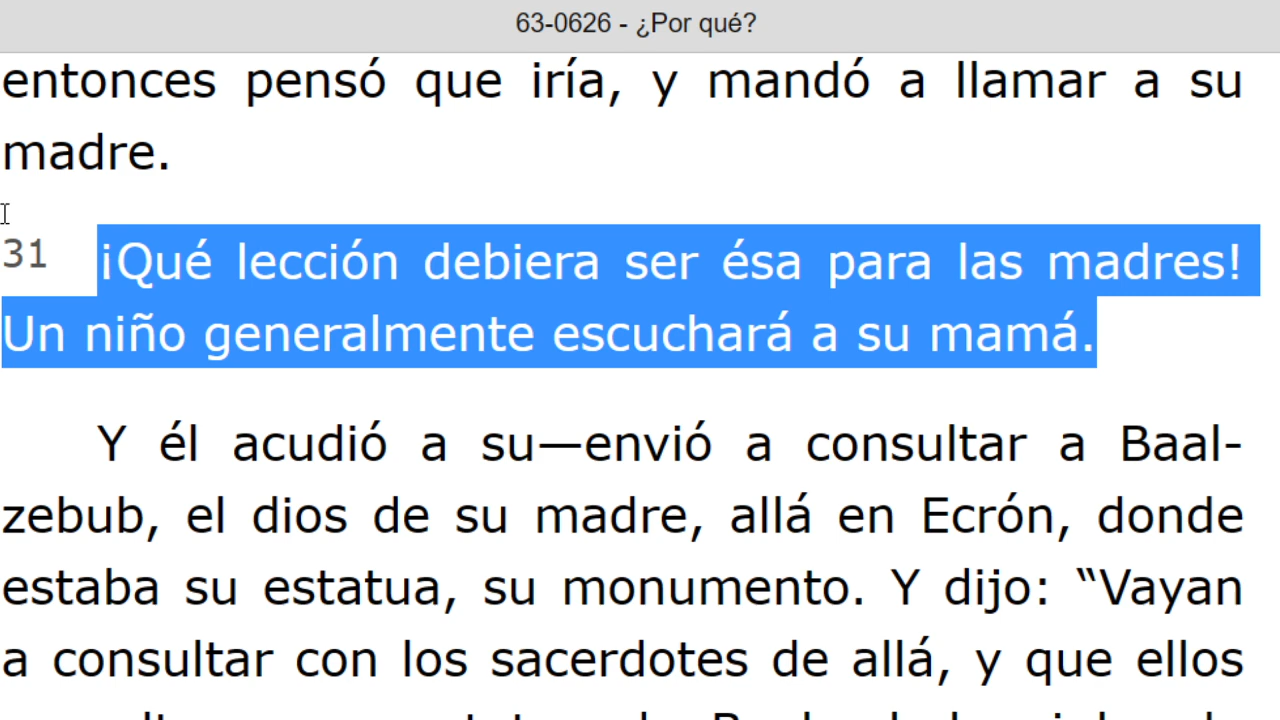 63-0626 - ¿Por qué?
entonces pensó que iría, y mandó a llamar a su
madre.
31 ¡Qué lección debiera ser ésa para las madres!
Un niño generalmente escuchará a su mamá.
Y él acudió a su—envió a consultar a Baal-
zebub, el dios de su madre, allá en Ecrón, donde
estaba su estatua, su monumento. Y dijo: “Vayan
a consultar con los sacerdotes de allá, y que ellos